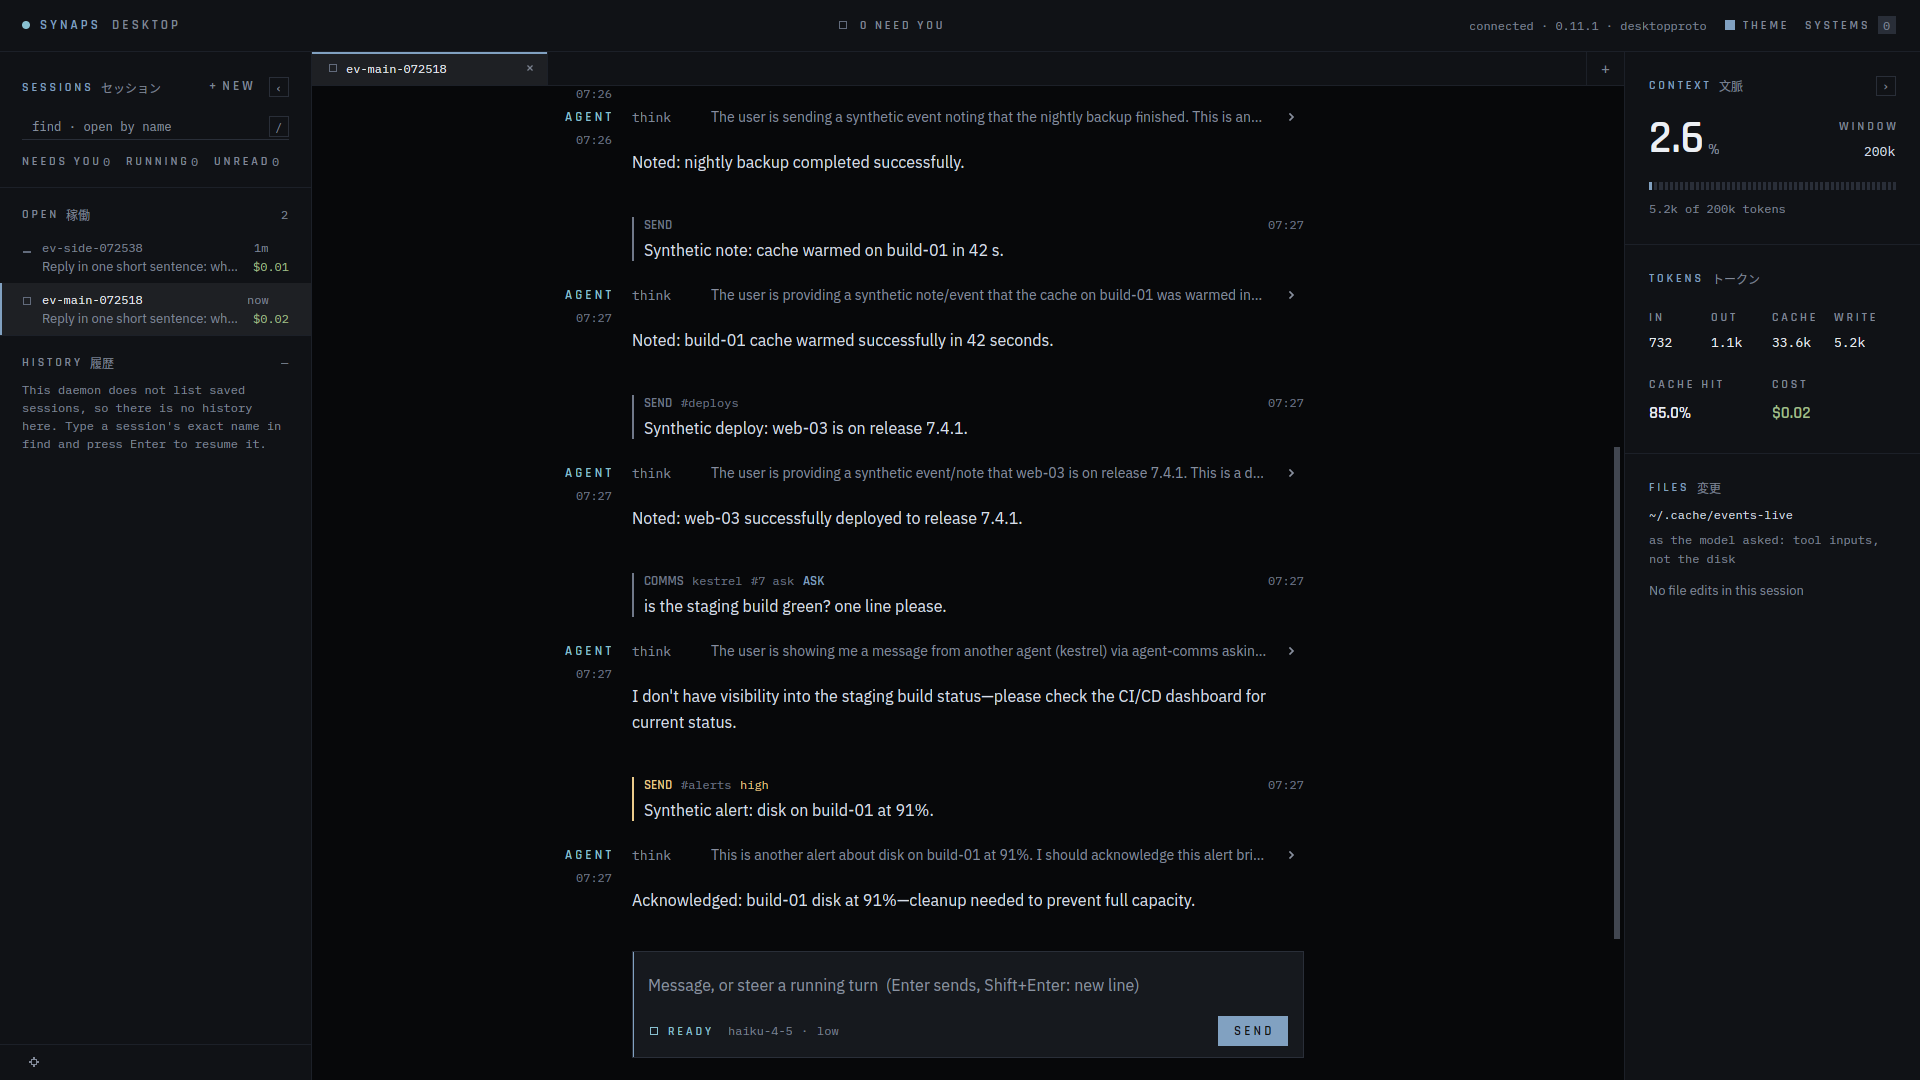 SYNAPS DESKTOP
0 NEED YOU
connected · 0.11.1 · desktopproto
THEME
SYSTEMS 0
SESSIONS セッション
+ NEW
‹
find · open by name
/
NEEDS YOU 0 RUNNING 0 UNREAD 0
OPEN 稼働 2
ev-side-072538 1m
Reply in one short sentence: wh... $0.01
ev-main-072518 now
Reply in one short sentence: wh... $0.02
HISTORY 履歴 —
This daemon does not list saved
sessions, so there is no history
here. Type a session's exact name in
find and press Enter to resume it.
ev-main-072518 ×
+
07:26
AGENT think The user is sending a synthetic event noting that the nightly backup finished. This is an... ›
07:26
Noted: nightly backup completed successfully.
SEND 07:27
Synthetic note: cache warmed on build-01 in 42 s.
AGENT think The user is providing a synthetic note/event that the cache on build-01 was warmed in... ›
07:27
Noted: build-01 cache warmed successfully in 42 seconds.
SEND #deploys 07:27
Synthetic deploy: web-03 is on release 7.4.1.
AGENT think The user is providing a synthetic event/note that web-03 is on release 7.4.1. This is a d... ›
07:27
Noted: web-03 successfully deployed to release 7.4.1.
COMMS kestrel #7 ask ASK 07:27
is the staging build green? one line please.
AGENT think The user is showing me a message from another agent (kestrel) via agent-comms askin... ›
07:27
I don't have visibility into the staging build status—please check the CI/CD dashboard for
current status.
SEND #alerts high 07:27
Synthetic alert: disk on build-01 at 91%.
AGENT think This is another alert about disk on build-01 at 91%. I should acknowledge this alert bri... ›
07:27
Acknowledged: build-01 disk at 91%—cleanup needed to prevent full capacity.
Message, or steer a running turn (Enter sends, Shift+Enter: new line)
READY haiku-4-5 · low
SEND
CONTEXT 文脈
›
2.6 %
WINDOW
200k
5.2k of 200k tokens
TOKENS トークン
IN OUT CACHE WRITE
732 1.1k 33.6k 5.2k
CACHE HIT COST
85.0% $0.02
FILES 変更
~/.cache/events-live
as the model asked: tool inputs,
not the disk
No file edits in this session